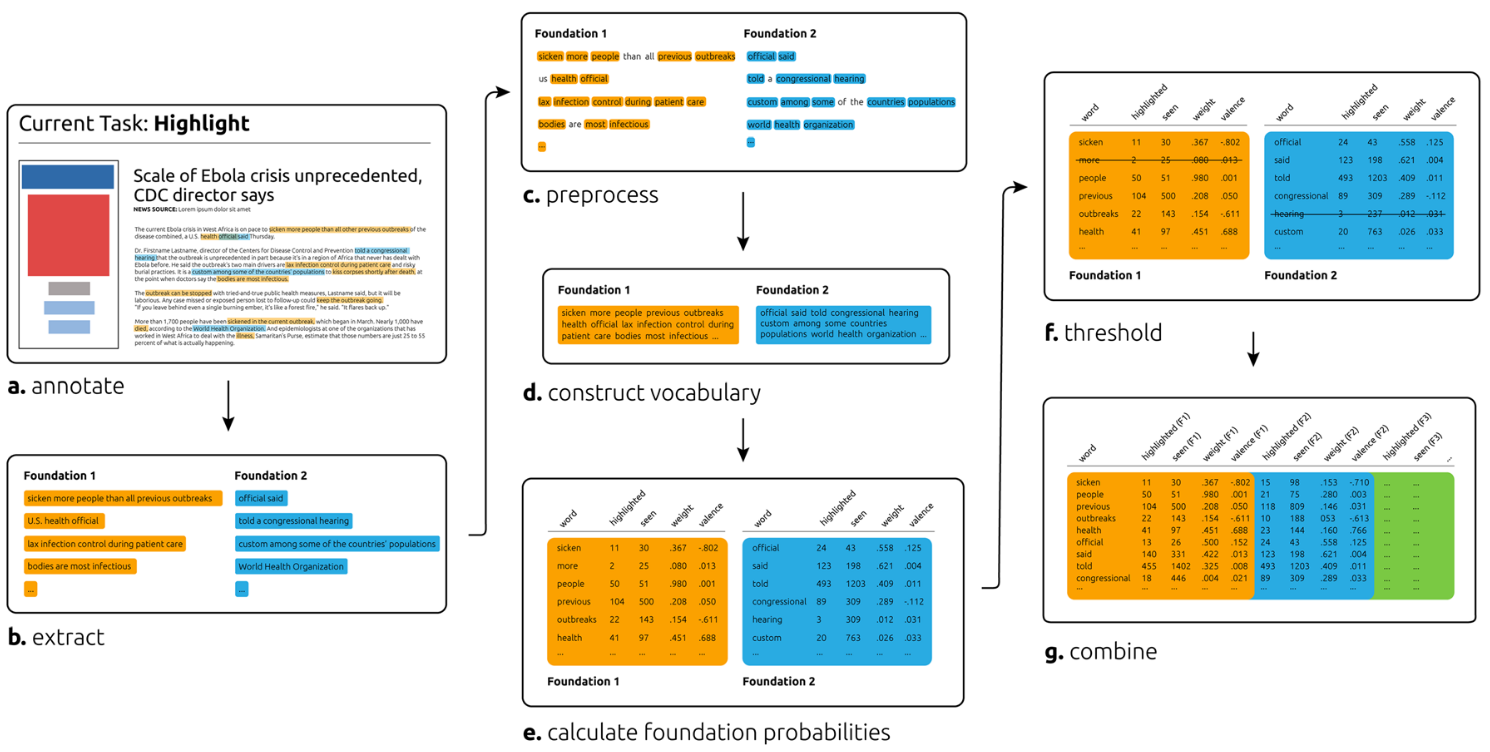 Current Task: Highlight
Scale of Ebola crisis unprecedented,
CDC director says
NEWS SOURCE: Lorem ipsum dolor sit amet
The current Ebola crisis in West Africa is on pace to sicken more people than all other previous outbreaks of the
disease combined, a U.S. health official said Thursday.
Dr. Firstname Lastname, director of the Centers for Disease Control and Prevention told a congressional
hearing that the outbreak is unprecedented in part because it's in a region of Africa that never has dealt with
Ebola before. He said the outbreak's two main drivers are lax infection control during patient care and risky
burial practices. It is a custom among some of the countries' populations to kiss corpses shortly after death, at
the point when doctors say the bodies are most infectious.
The outbreak can be stopped with tried-and-true public health measures, Lastname said, but it will be
laborious. Any case missed or exposed person lost to follow-up could keep the outbreak going.
"If you leave behind even a single burning ember, it's like a forest fire," he said. "It flares back up."
More than 1,700 people have been sickened in the current outbreak, which began in March. Nearly 1,000 have
died, according to the World Health Organization. And epidemiologists at one of the organizations that has
worked in West Africa to deal with the illness, Samaritan's Purse, estimate that those numbers are just 25 to 55
percent of what is actually happening.
a. annotate
Foundation 1 Foundation 2
sicken more people than all previous outbreaks official said
U.S. health official told a congressional hearing
lax infection control during patient care custom among some of the countries' populations
bodies are most infectious World Health Organization
... ...
b. extract
Foundation 1 Foundation 2
sicken more people than all previous outbreaks official said
us health official told a congressional hearing
lax infection control during patient care custom among some of the countries populations
bodies are most infectious world health organization
... ...
c. preprocess
Foundation 1 Foundation 2
sicken more people previous outbreaks official said told congressional hearing
health official lax infection control during custom among some countries
patient care bodies most infectious ... populations world health organization ...
d. construct vocabulary
word highlighted seen weight valence word highlighted seen weight valence
sicken 11 30 .367 -.802 official 24 43 .558 .125
more 2 25 .080 .013 said 123 198 .621 .004
people 50 51 .980 .001 told 493 1203 .409 .011
previous 104 500 .208 .050 congressional 89 309 .289 -.112
outbreaks 22 143 .154 -.611 hearing 3 309 .012 .031
health 41 97 .451 .688 custom 20 763 .026 .033
... ... ... ... ... ... ... ... ... ...
Foundation 1 Foundation 2
e. calculate foundation probabilities
word highlighted seen weight valence word highlighted seen weight valence
sicken 11 30 .367 -.802 official 24 43 .558 .125
more 2 25 .080 .013 said 123 198 .621 .004
people 50 51 .980 .001 told 493 1203 .409 .011
previous 104 500 .208 .050 congressional 89 309 .289 -.112
outbreaks 22 143 .154 -.611 hearing 3 237 .012 .031
health 41 97 .451 .688 custom 20 763 .026 .033
... ... ... ... ... ... ... ... ... ...
Foundation 1 Foundation 2
f. threshold
word highlighted (F1) seen (F1) weight (F1) valence (F1) highlighted (F2) seen (F2) weight (F2) valence (F2) highlighted (F3) seen (F3) ...
sicken 11 30 .367 -.802 15 98 .153 -.710 ... ...
people 50 51 .980 .001 21 75 .280 .003 ... ...
previous 104 500 .208 .050 118 809 .146 .031 ... ...
outbreaks 22 143 .154 -.611 10 188 053 -.613 ... ...
health 41 97 .451 .688 23 144 .160 .766 ... ...
official 13 26 .500 .152 24 43 .558 .125 ... ...
said 140 331 .422 .013 123 198 .621 .004 ... ...
told 455 1402 .325 .008 493 1203 .409 .011 ... ...
congressional 18 446 .004 .021 89 309 .289 .033 ... ...
... ... ... ... ... ... ... ... ... ... ...
g. combine